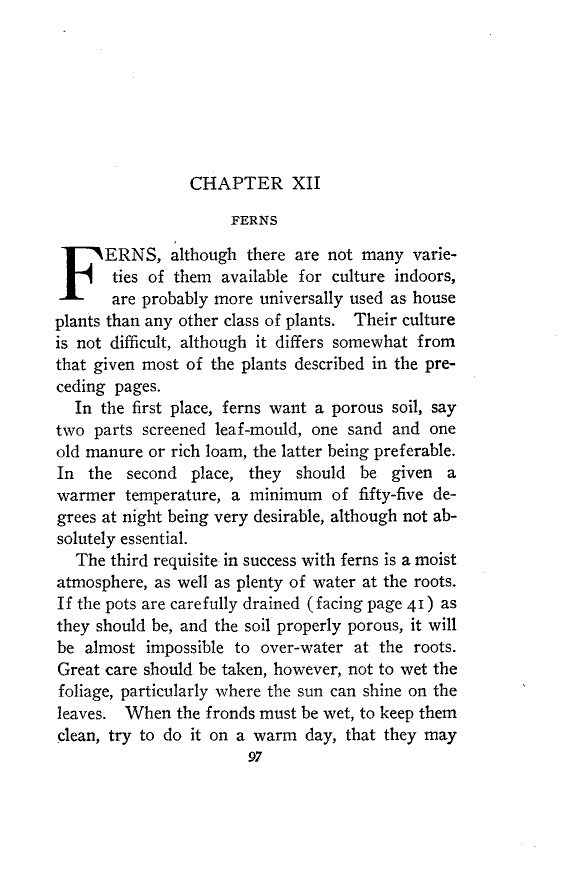 CHAPTER XII
FERNS
FERNS, although there are not many varie-
ties of them available for culture indoors,
are probably more universally used as house
plants than any other class of plants. Their culture
is not difficult, although it differs somewhat from
that given most of the plants described in the pre-
ceding pages.
In the first place, ferns want a porous soil, say
two parts screened leaf-mould, one sand and one
old manure or rich loam, the latter being preferable.
In the second place, they should be given a
warmer temperature, a minimum of fifty-five de-
grees at night being very desirable, although not ab-
solutely essential.
The third requisite in success with ferns is a moist
atmosphere, as well as plenty of water at the roots.
If the pots are carefully drained (facing page 41) as
they should be, and the soil properly porous, it will
be almost impossible to over-water at the roots.
Great care should be taken, however, not to wet the
foliage, particularly where the sun can shine on the
leaves. When the fronds must be wet, to keep them
clean, try to do it on a warm day, that they may
97